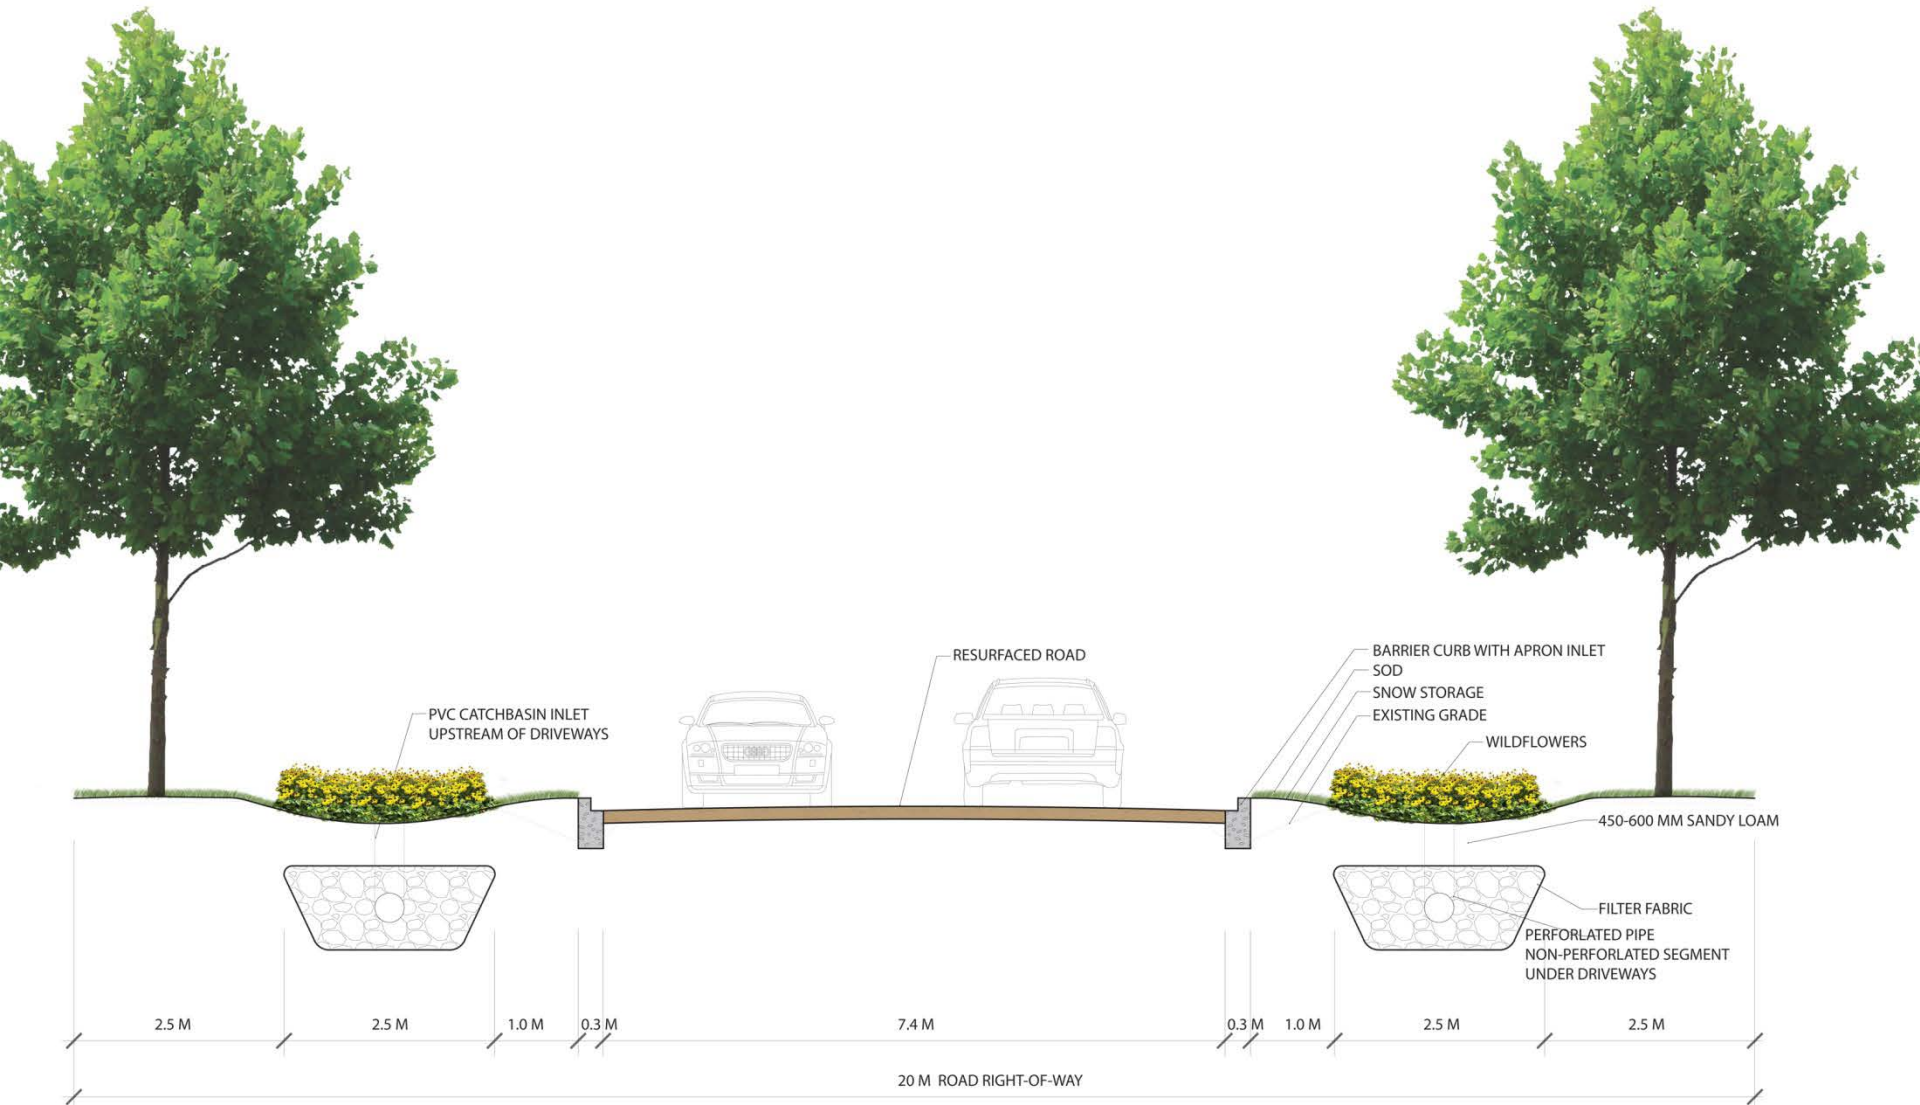 RESURFACED ROAD
BARRIER CURB WITH APRON INLET
SOD
SNOW STORAGE
EXISTING GRADE
PVC CATCHBASIN INLET
UPSTREAM OF DRIVEWAYS
WILDFLOWERS
450-600 MM SANDY LOAM
FILTER FABRIC
PERFORLATED PIPE
NON-PERFORLATED SEGMENT
UNDER DRIVEWAYS
2.5 M 2.5 M 1.0 M 0.3 M 7.4 M 0.3 M 1.0 M 2.5 M 2.5 M
20 M ROAD RIGHT-OF-WAY